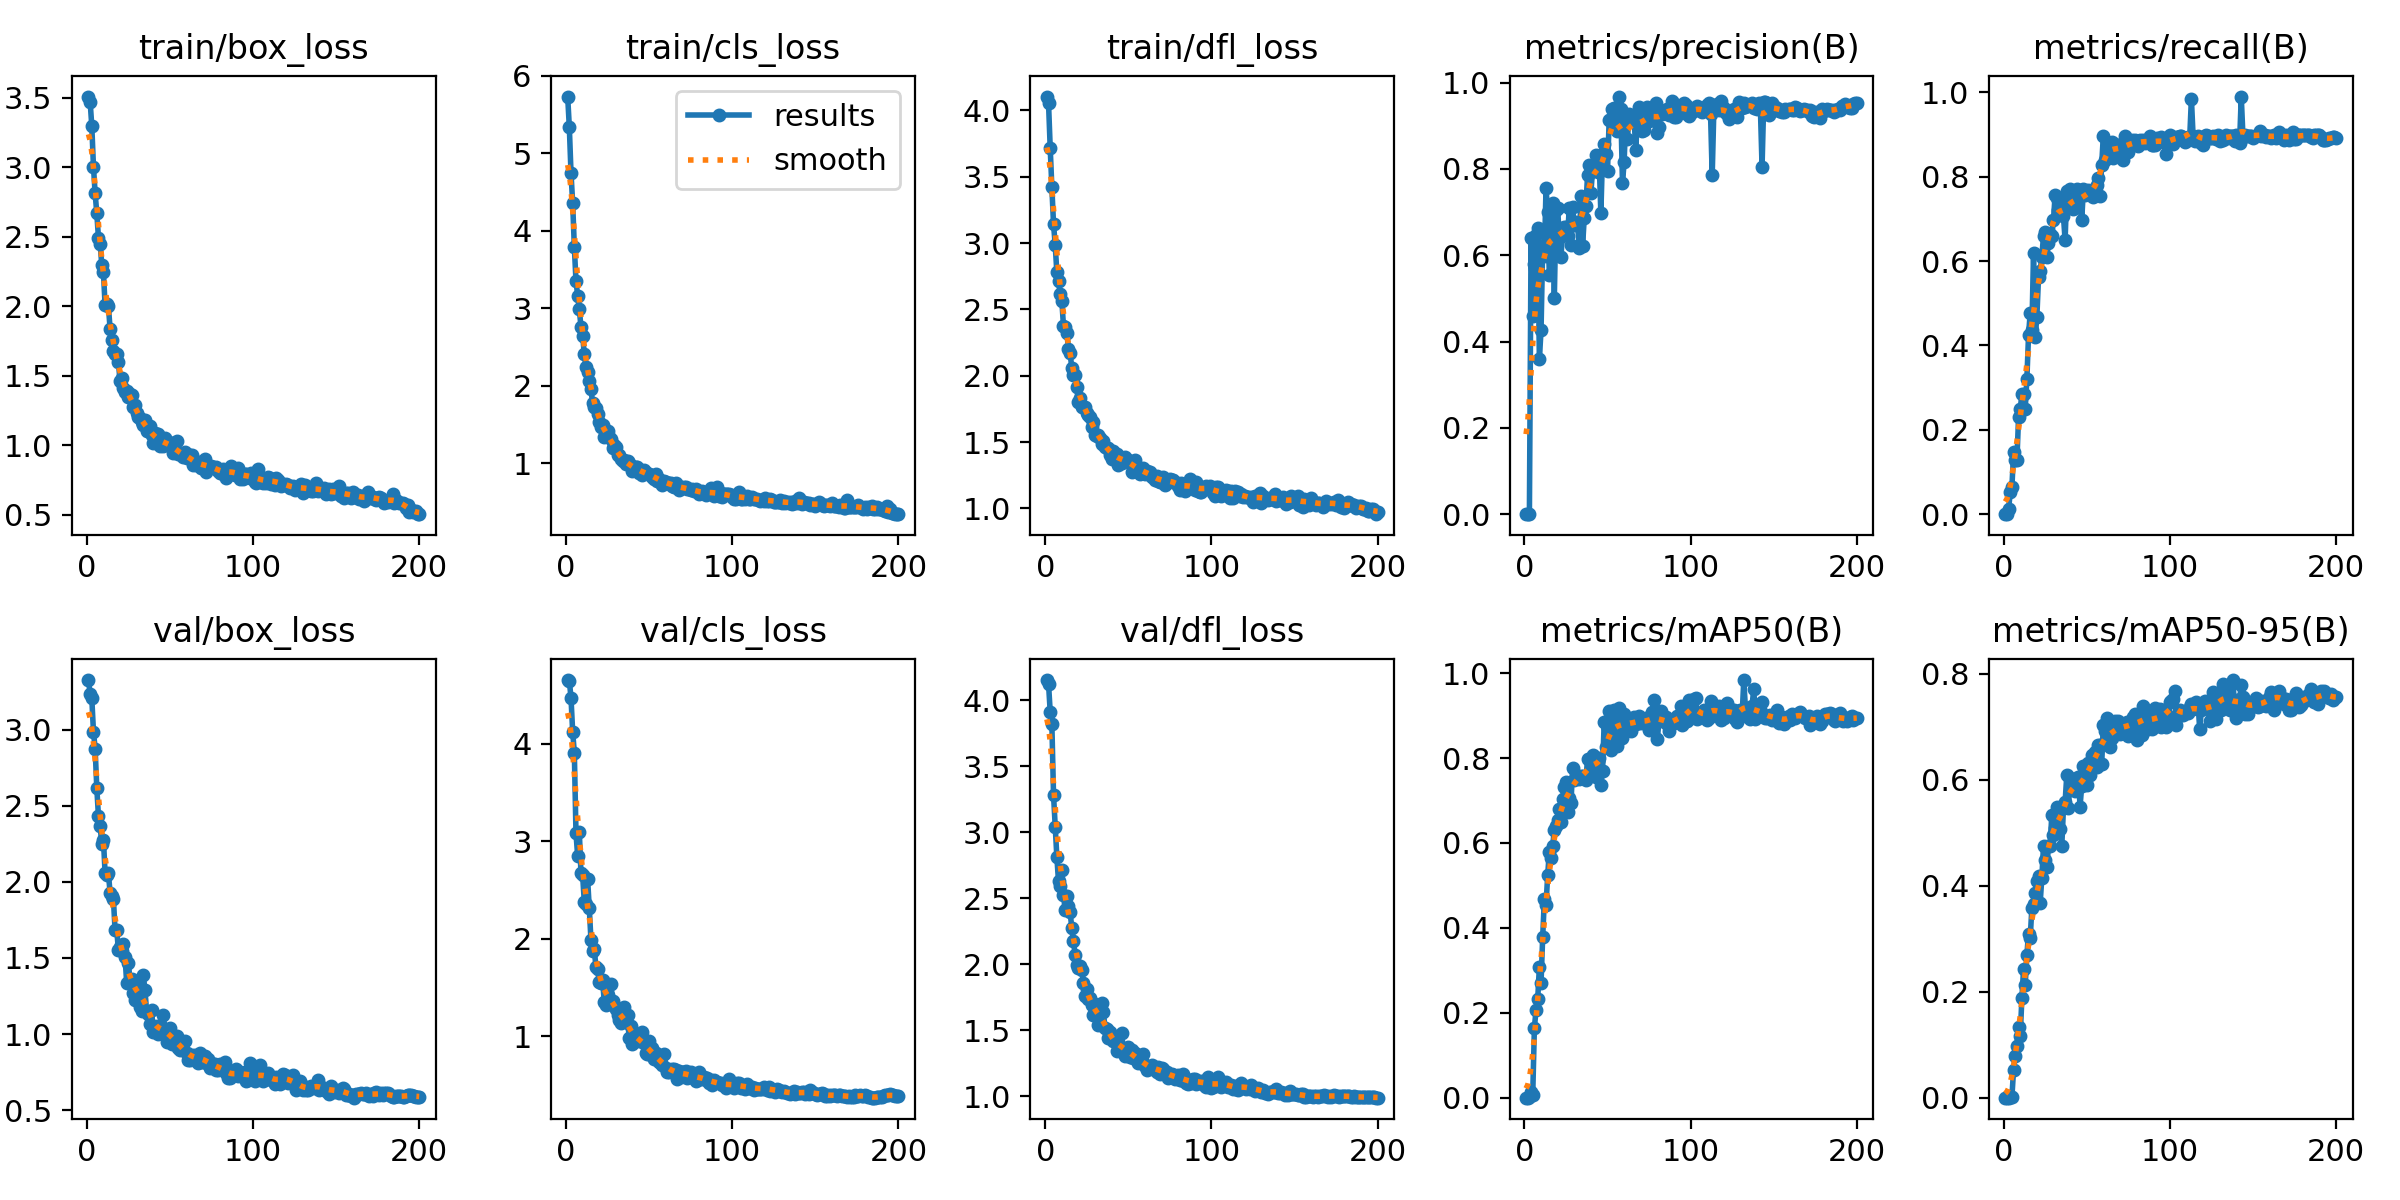 train/box_loss
3.5
3.0
2.5
2.0
1.5
1.0
0.5
0 100 200
train/cls_loss
results
smooth
6
5
4
3
2
1
0 100 200
train/dfl_loss
4.0
3.5
3.0
2.5
2.0
1.5
1.0
0 100 200
metrics/precision(B)
1.0
0.8
0.6
0.4
0.2
0.0
0 100 200
metrics/recall(B)
1.0
0.8
0.6
0.4
0.2
0.0
0 100 200
val/box_loss
3.0
2.5
2.0
1.5
1.0
0.5
0 100 200
val/cls_loss
4
3
2
1
0 100 200
val/dfl_loss
4.0
3.5
3.0
2.5
2.0
1.5
1.0
0 100 200
metrics/mAP50(B)
1.0
0.8
0.6
0.4
0.2
0.0
0 100 200
metrics/mAP50-95(B)
0.8
0.6
0.4
0.2
0.0
0 100 200